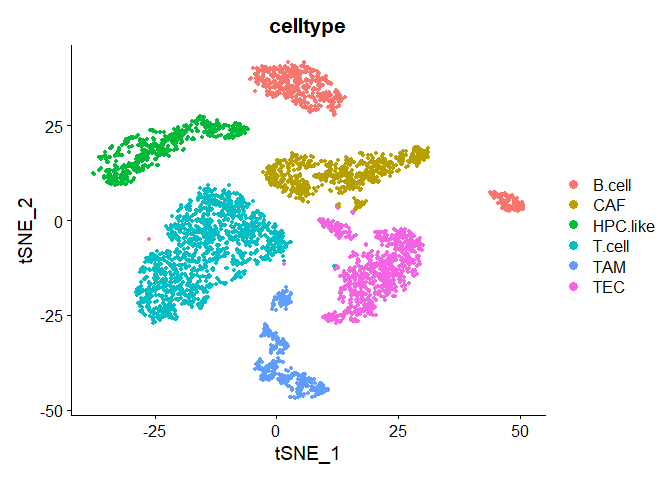 celltype
25
0
-25
-50
tSNE_2
-25
0
25
50
tSNE_1
B.cell
CAF
HPC.like
T.cell
TAM
TEC